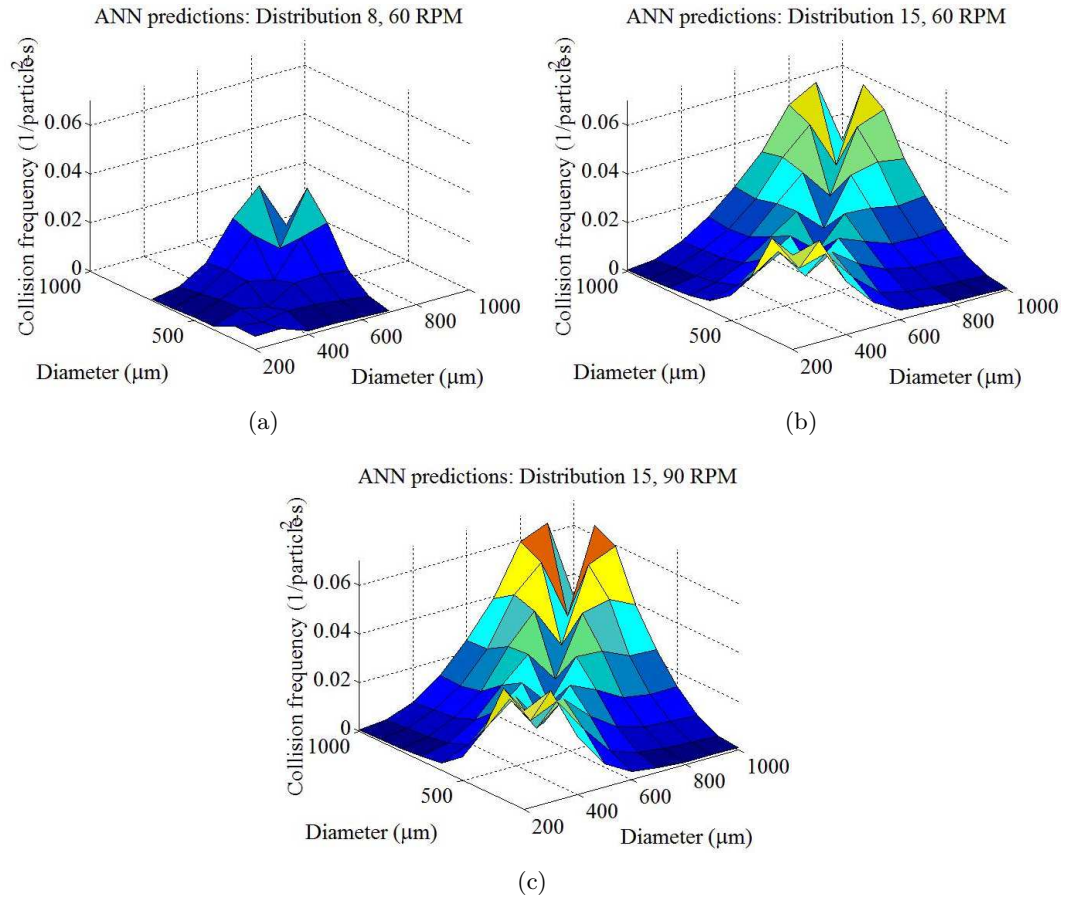 ANN predictions: Distribution 8, 60 RPM
Collision frequency (1/particle²s)
0.06
0.04
0.02
0
1000
500
200
400
600
800
1000
Diameter (μm)
Diameter (μm)
(a)
ANN predictions: Distribution 15, 60 RPM
Collision frequency (1/particle²s)
0.06
0.04
0.02
0
1000
500
200
400
600
800
1000
Diameter (μm)
Diameter (μm)
(b)
ANN predictions: Distribution 15, 90 RPM
Collision frequency (1/particle²s)
0.06
0.04
0.02
0
1000
500
200
400
600
800
1000
Diameter (μm)
Diameter (μm)
(c)